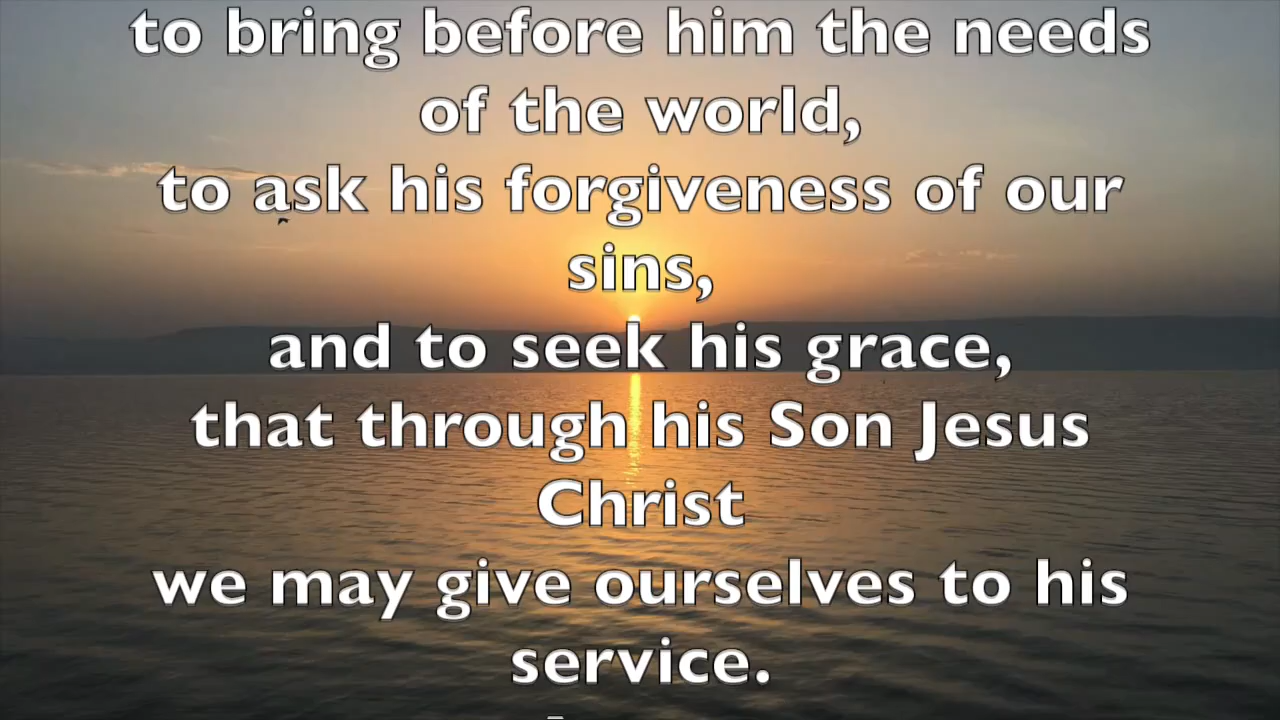 to bring before him the needs
of the world,
to ask his forgiveness of our
sins,
and to seek his grace,
that through his Son Jesus
Christ
we may give ourselves to his
service.